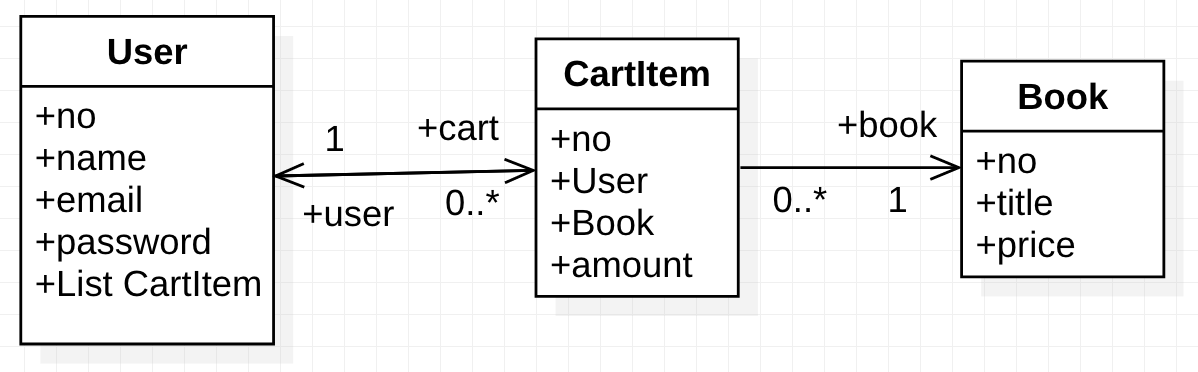 User
+no
+name
+email
+password
+List CartItem
1
+cart
+user
0..*
CartItem
+no
+User
+Book
+amount
+book
0..*
1
Book
+no
+title
+price